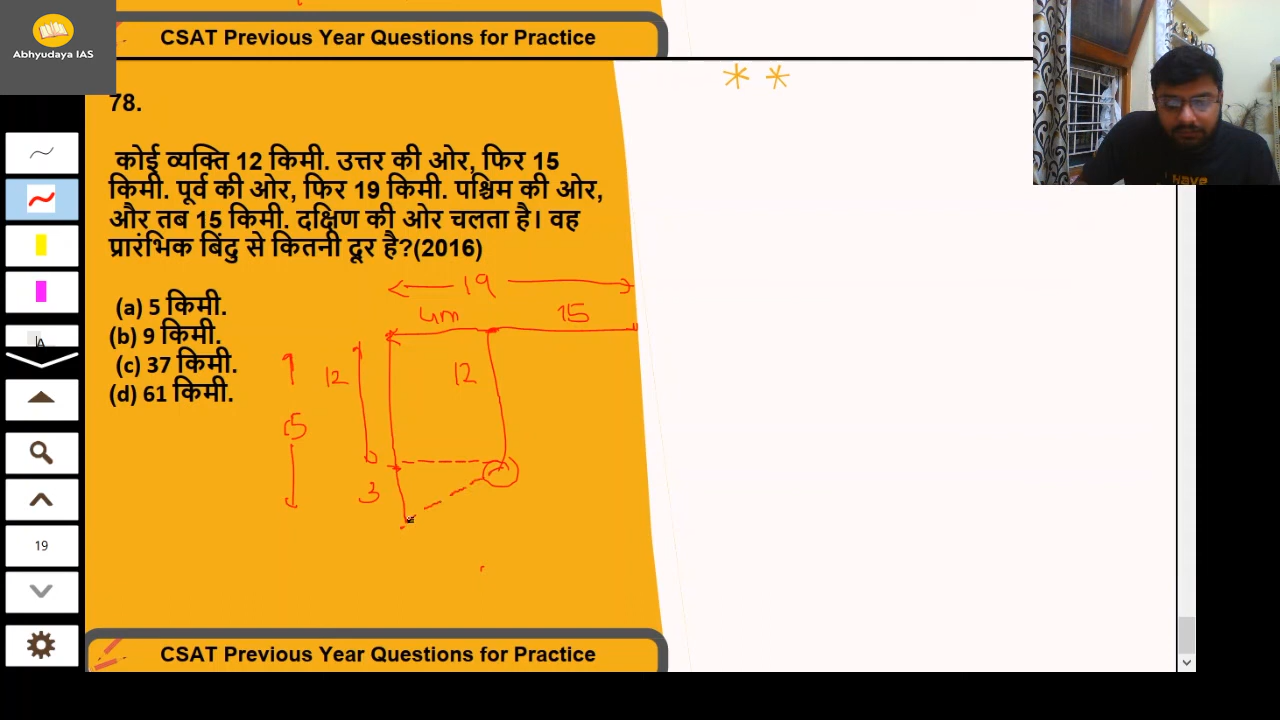 CSAT Previous Year Questions for Practice
Abhyudaya IAS
78.
कोई व्यक्ति 12 किमी. उत्तर की ओर, फिर 15
किमी. पूर्व की ओर, फिर 19 किमी. पश्चिम की ओर,
और तब 15 किमी. दक्षिण की ओर चलता है। वह
प्रारंभिक बिंदु से कितनी दूर है?(2016)
19
(a) 5 किमी.
4m 15
(b) 9 किमी.
(c) 37 किमी.
12 12
(d) 61 किमी.
15
3
A
19
CSAT Previous Year Questions for Practice